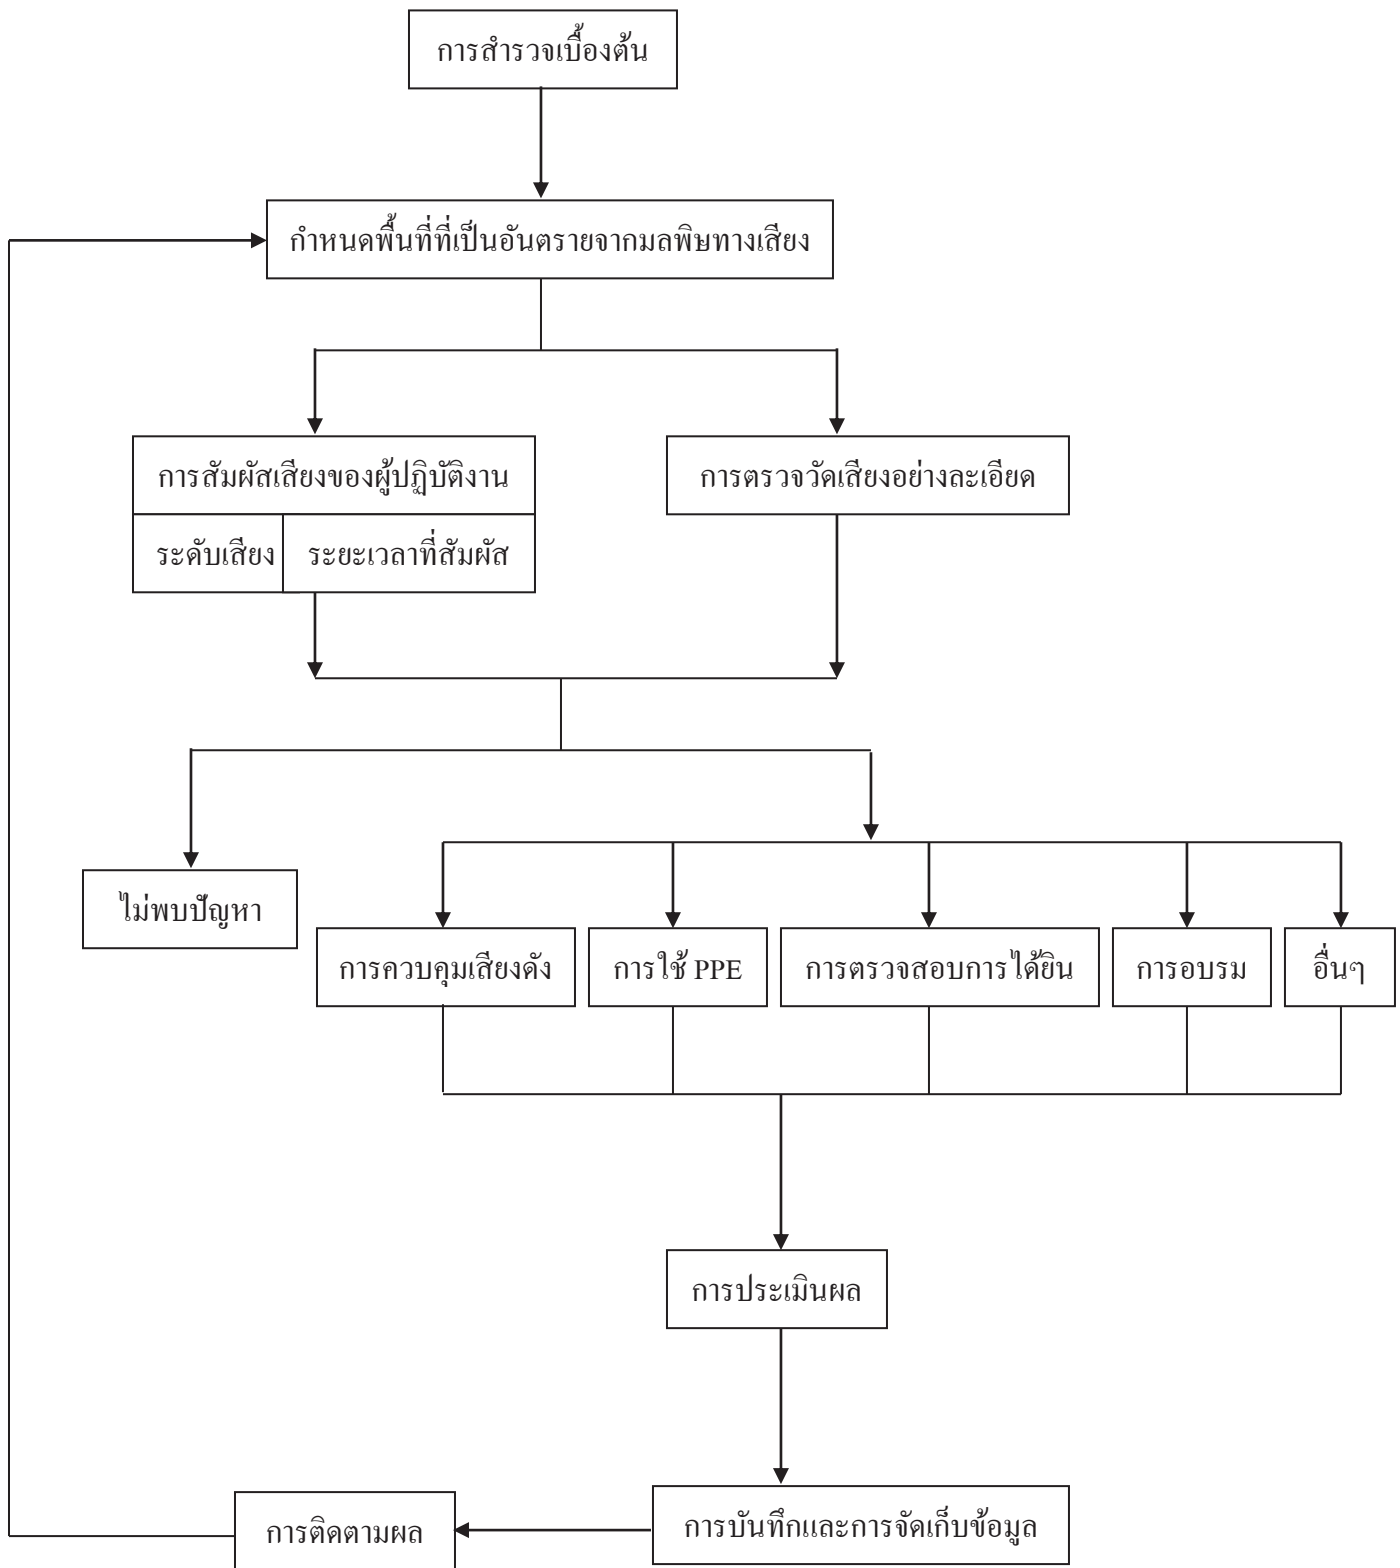 การสำรวจเบื้องต้น
กำหนดพื้นที่ที่เป็นอันตรายจากมลพิษทางเสียง
การสัมผัสเสียงของผู้ปฏิบัติงาน
การตรวจวัดเสียงอย่างละเอียด
ระดับเสียง
ระยะเวลาที่สัมผัส
ไม่พบปัญหา
การควบคุมเสียงดัง
การใช้ PPE
การตรวจสอบการได้ยิน
การอบรม
อื่นๆ
การประเมินผล
การบันทึกและการจัดเก็บข้อมูล
การติดตามผล